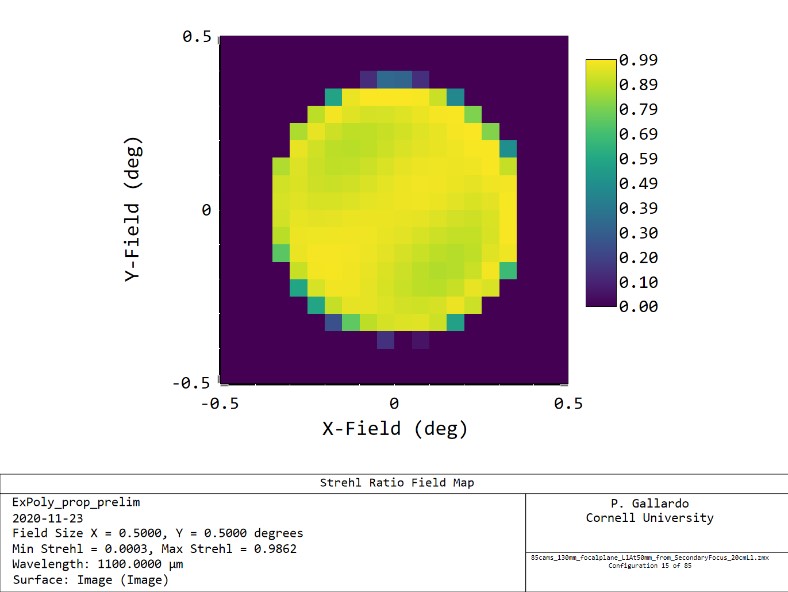 0.5
0
-0.5
Y-Field (deg)
-0.5 0 0.5
X-Field (deg)
0.99
0.89
0.79
0.69
0.59
0.49
0.39
0.30
0.20
0.10
0.00
Strehl Ratio Field Map
ExPoly_prop_prelim
2020-11-23
Field Size X = 0.5000, Y = 0.5000 degrees
Min Strehl = 0.0003, Max Strehl = 0.9862
Wavelength: 1100.0000 µm
Surface: Image (Image)
P. Gallardo
Cornell University
85cams_130mm_focalplane_L1At50mm_from_SecondaryFocus_20cmL1.zmx
Configuration 15 of 85